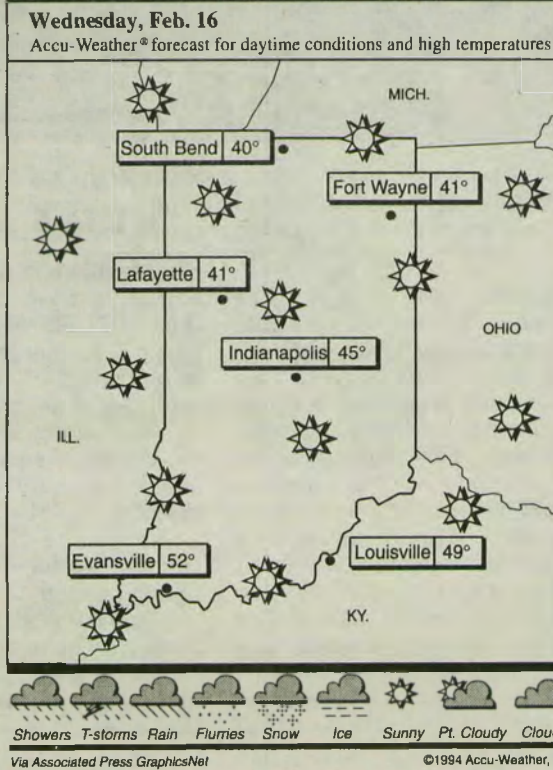 Wednesday, Feb. 16
Accu-Weather® forecast for daytime conditions and high temperatures
MICH.
South Bend 40°
Fort Wayne 41°
Lafayette 41°
OHIO
Indianapolis 45°
ILL.
Evansville 52°
Louisville 49°
KY.
Showers T-storms Rain Flurries Snow Ice Sunny Pt. Cloudy
Via Associated Press GraphicsNet ©1994 Accu-Weather,